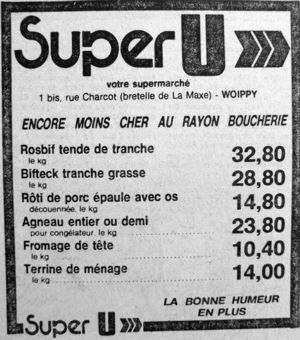 Super U
votre supermarché
1 bis, rue Charcot (bretelle de La Maxe) - WOIPPY
ENCORE MOINS CHER AU RAYON BOUCHERIE
Rosbif tende de tranche
le kg 32,80
Bifteck tranche grasse
le kg 28,80
Rôti de porc épaule avec os
découennée, le kg 14,80
Agneau entier ou demi
pour congélateur, le kg 23,80
Fromage de tête
le kg 10,40
Terrine de ménage
le kg 14,00
LA BONNE HUMEUR
EN PLUS
Super U